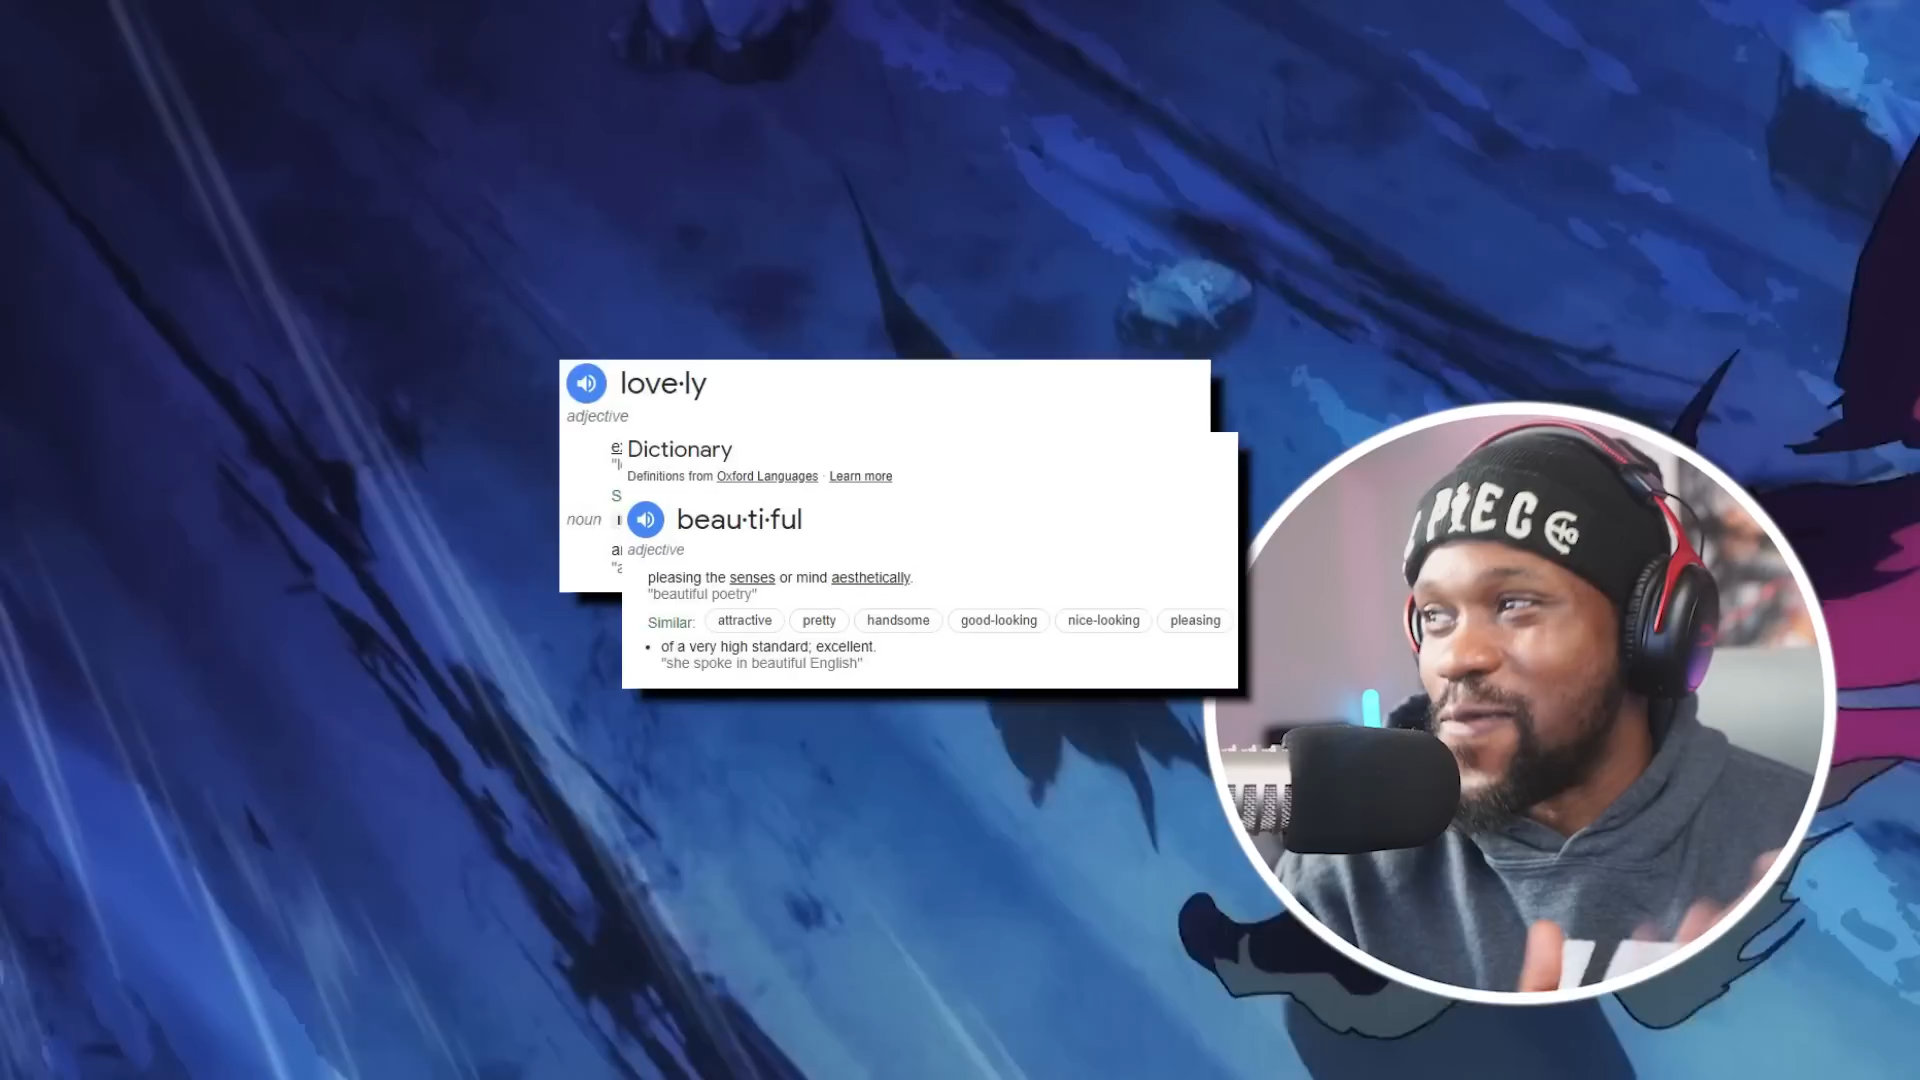 love·ly
adjective
Dictionary
Definitions from Oxford Languages · Learn more
noun
beau·ti·ful
adjective
pleasing the senses or mind aesthetically.
"beautiful poetry"
Similar: attractive pretty handsome good-looking nice-looking pleasing
• of a very high standard; excellent.
"she spoke in beautiful English"
PIECE